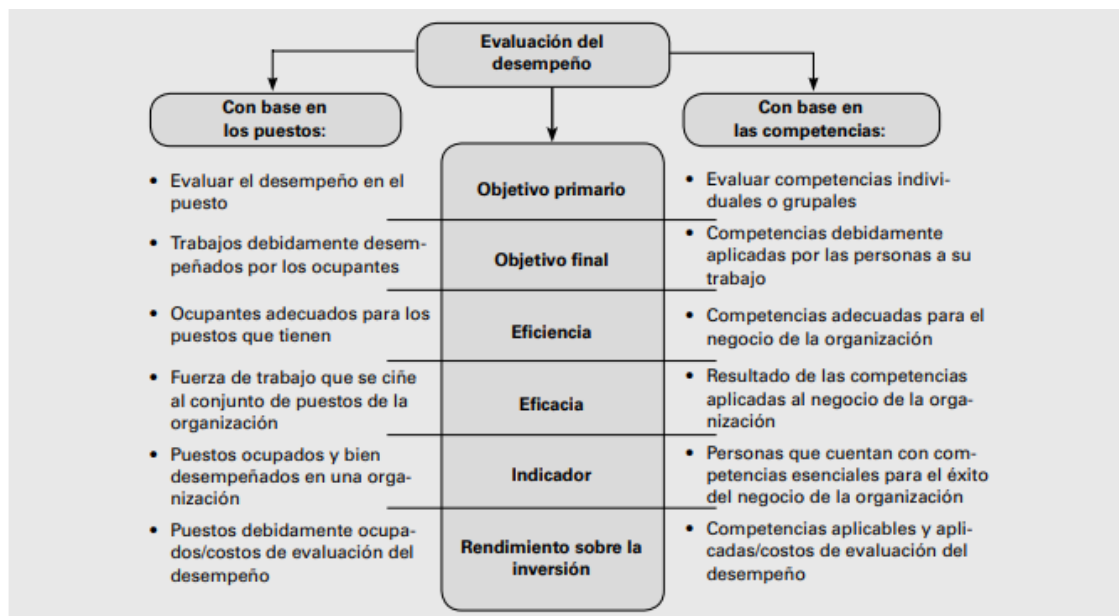 Evaluación del
desempeño
Con base en
los puestos:
Con base en
las competencias:
• Evaluar el desempeño en el
puesto
Objetivo primario
• Evaluar competencias indivi-
duales o grupales
• Trabajos debidamente desem-
peñados por los ocupantes
Objetivo final
• Competencias debidamente
aplicadas por las personas a su
trabajo
• Ocupantes adecuados para los
puestos que tienen
Eficiencia
• Competencias adecuadas para el
negocio de la organización
• Fuerza de trabajo que se ciñe
al conjunto de puestos de la
organización
Eficacia
• Resultado de las competencias
aplicadas al negocio de la orga-
nización
• Puestos ocupados y bien
desempeñados en una orga-
nización
Indicador
• Personas que cuentan con com-
petencias esenciales para el éxito
del negocio de la organización
• Puestos debidamente ocupa-
dos/costos de evaluación del
desempeño
Rendimiento sobre la
inversión
• Competencias aplicables y apli-
cadas/costos de evaluación del
desempeño